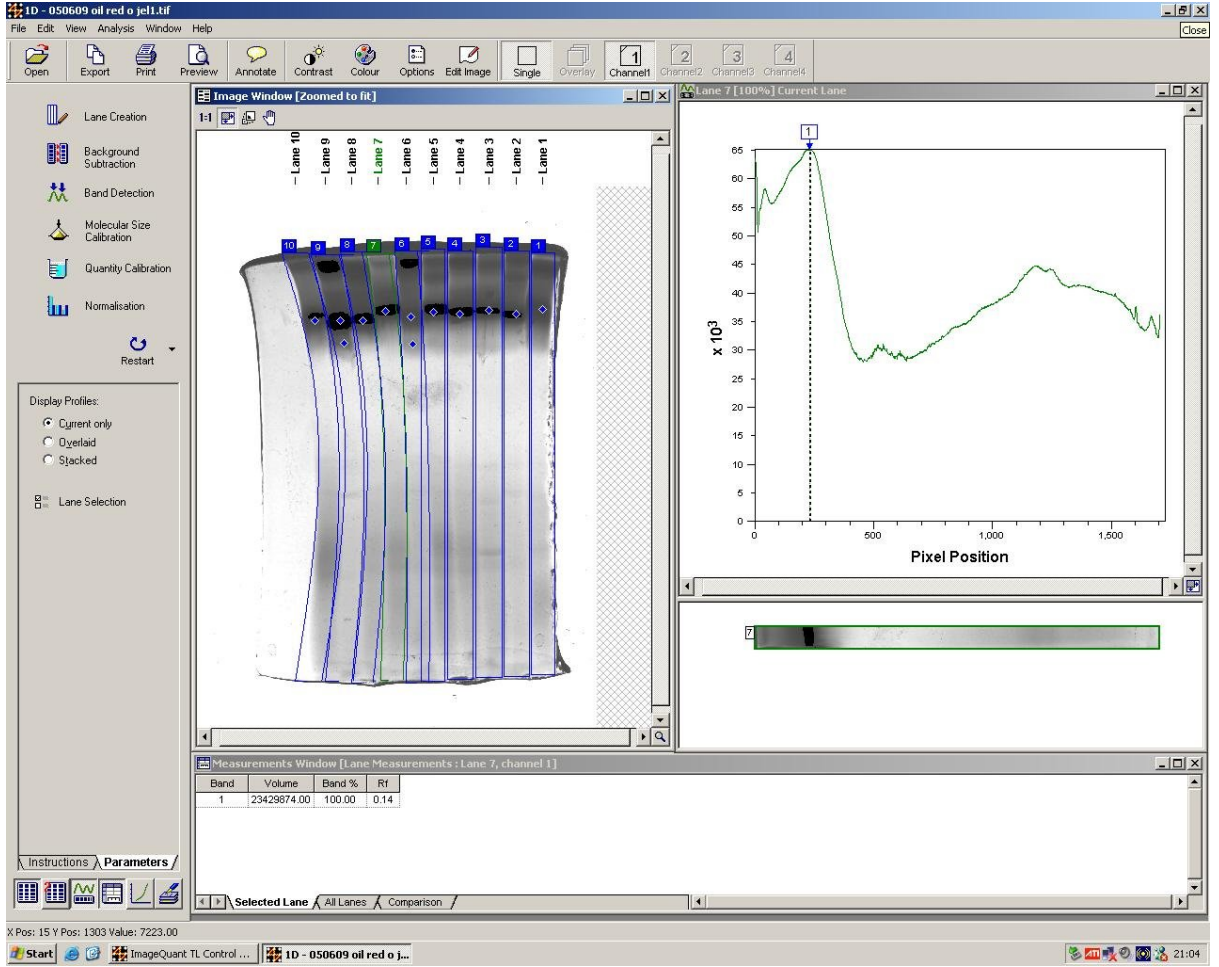 1D - 050609 oil red o jel1.tif
File Edit View Analysis Window Help
Close
Open Export Print Preview Annotate Contrast Colour Options Edit Image Single Overlay Channel1 Channel2 Channel3 Channel4
1 2 3 4
Lane Creation
Background
Subtraction
Band Detection
Molecular Size
Calibration
Quantity Calibration
Normalisation
Restart
Display Profiles:
Current only
Overlaid
Stacked
Lane Selection
Instructions Parameters
Image Window [Zoomed to fit]
1:1
Lane 10 Lane 9 Lane 8 Lane 7 Lane 6 Lane 5 Lane 4 Lane 3 Lane 2 Lane 1
10 9 8 7 6 5 4 3 2 1
Lane 7 [100%] Current Lane
1
65
60
55
50
45
40
35
30
25
20
15
10
5
0
x 10³
0 500 1,000 1,500
Pixel Position
7
Measurements Window [Lane Measurements : Lane 7, channel 1]
Band Volume Band % Rf
1 23429874.00 100.00 0.14
Selected Lane All Lanes Comparison
X Pos: 15 Y Pos: 1303 Value: 7223.00
Start ImageQuant TL Control ... 1D - 050609 oil red o j... 21:04